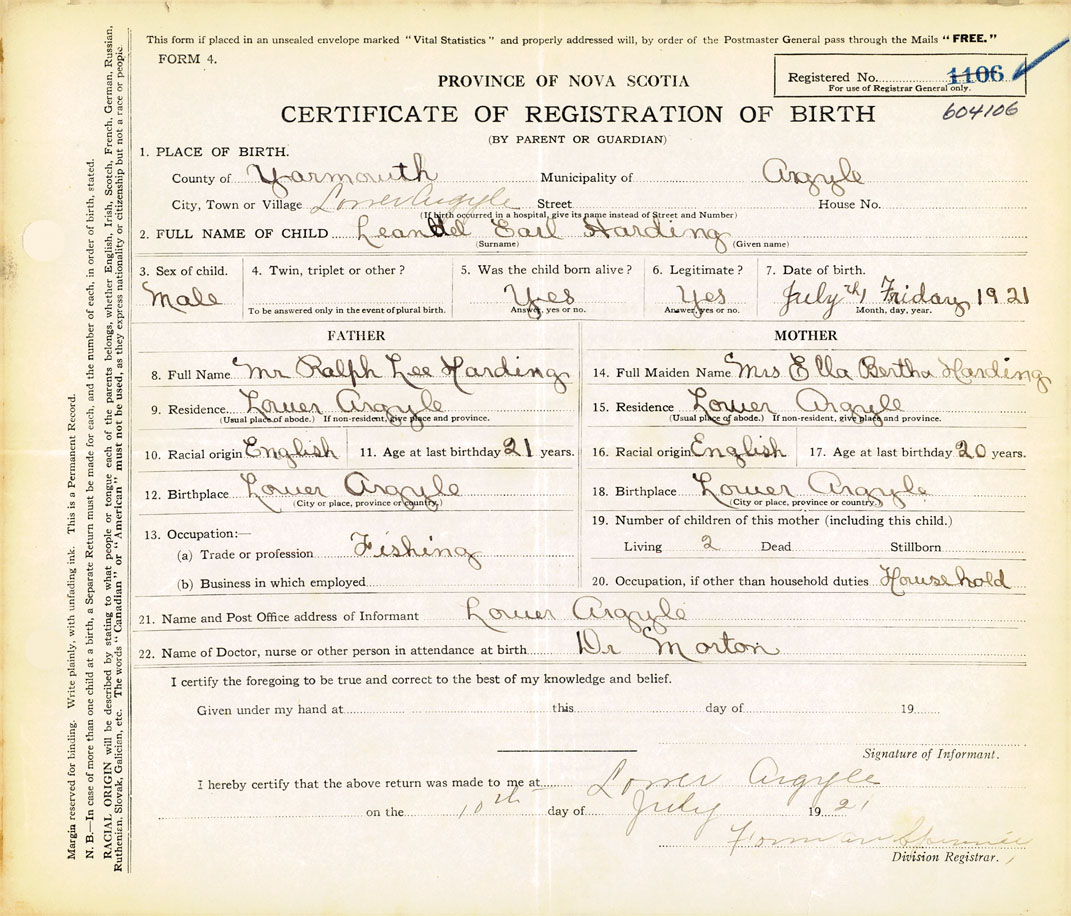 This form if placed in an unsealed envelope marked "Vital Statistics" and properly addressed will, by order of the Postmaster General pass through the Mails "FREE."
FORM 4.
PROVINCE OF NOVA SCOTIA
Registered No. 1106
For use of Registrar General only.
604106
CERTIFICATE OF REGISTRATION OF BIRTH
(BY PARENT OR GUARDIAN)
1. PLACE OF BIRTH.
County of Yarmouth Municipality of Argyle
City, Town or Village Lower Argyle Street House No.
(If birth occurred in a hospital, give its name instead of Street and Number)
2. FULL NAME OF CHILD Earl Harding
(Surname) (Given name)
3. Sex of child. 4. Twin, triplet or other? 5. Was the child born alive? 6. Legitimate? 7. Date of birth.
Male Yes Yes July th Friday 1921
To be answered only in the event of plural birth. Answer, yes or no. Answer, yes or no. Month, day, year.
FATHER MOTHER
8. Full Name Mr Ralph Lee Harding 14. Full Maiden Name Mrs Ella Bertha Harding
9. Residence Lower Argyle 15. Residence Lower Argyle
(Usual place of abode.) If non-resident, give place and province. (Usual place of abode.) If non-resident, give place and province.
10. Racial origin English 11. Age at last birthday 21 years. 16. Racial origin English 17. Age at last birthday 20 years.
12. Birthplace Lower Argyle 18. Birthplace Lower Argyle
(City or place, province or country.) (City or place, province or country.)
13. Occupation:— 19. Number of children of this mother (including this child.)
(a) Trade or profession Fishing Living 2 Dead Stillborn
(b) Business in which employed 20. Occupation, if other than household duties Household
21. Name and Post Office address of Informant Lower Argyle
22. Name of Doctor, nurse or other person in attendance at birth Dr Morton
I certify the foregoing to be true and correct to the best of my knowledge and belief.
Given under my hand at this day of 19
Signature of Informant.
I hereby certify that the above return was made to me at Lower Argyle
on the 10th day of July 1921
Forman
Division Registrar.
Margin reserved for binding. Write plainly, with unfading ink. This is a Permanent Record.
N. B.—In case of more than one child at a birth, a Separate Return must be made for each, and the number of each, in order of birth, stated.
RACIAL ORIGIN will be described by stating to what people or tongue each of the parents belongs, whether English, Irish, Scotch, French, German, Russian,
Ruthenian, Slovak, Galician, etc. The words "Canadian" or "American" must not be used, as they express nationality or citizenship but not a race or people.